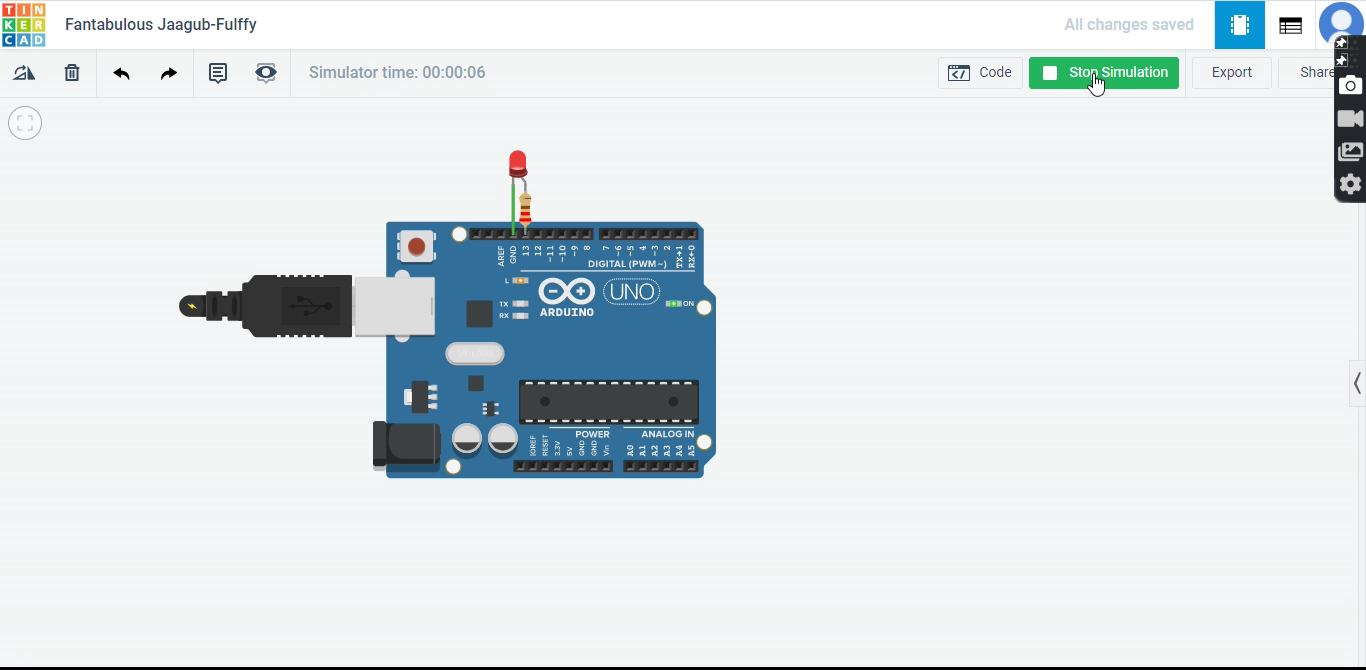 TIN
KER
CAD
Fantabulous Jaagub-Fulffy
All changes saved
Simulator time: 00:00:06
Code
Stop Simulation
Export
Share
AREF
GND
13
12
~11
~10
~9
8
7
~6
~5
4
~3
2
TX→1
RX←0
DIGITAL (PWM~)
L
TX
RX
UNO
ON
ARDUINO
POWER
ANALOG IN
IOREF
RESET
3.3V
5V
GND
GND
Vin
A0
A1
A2
A3
A4
A5